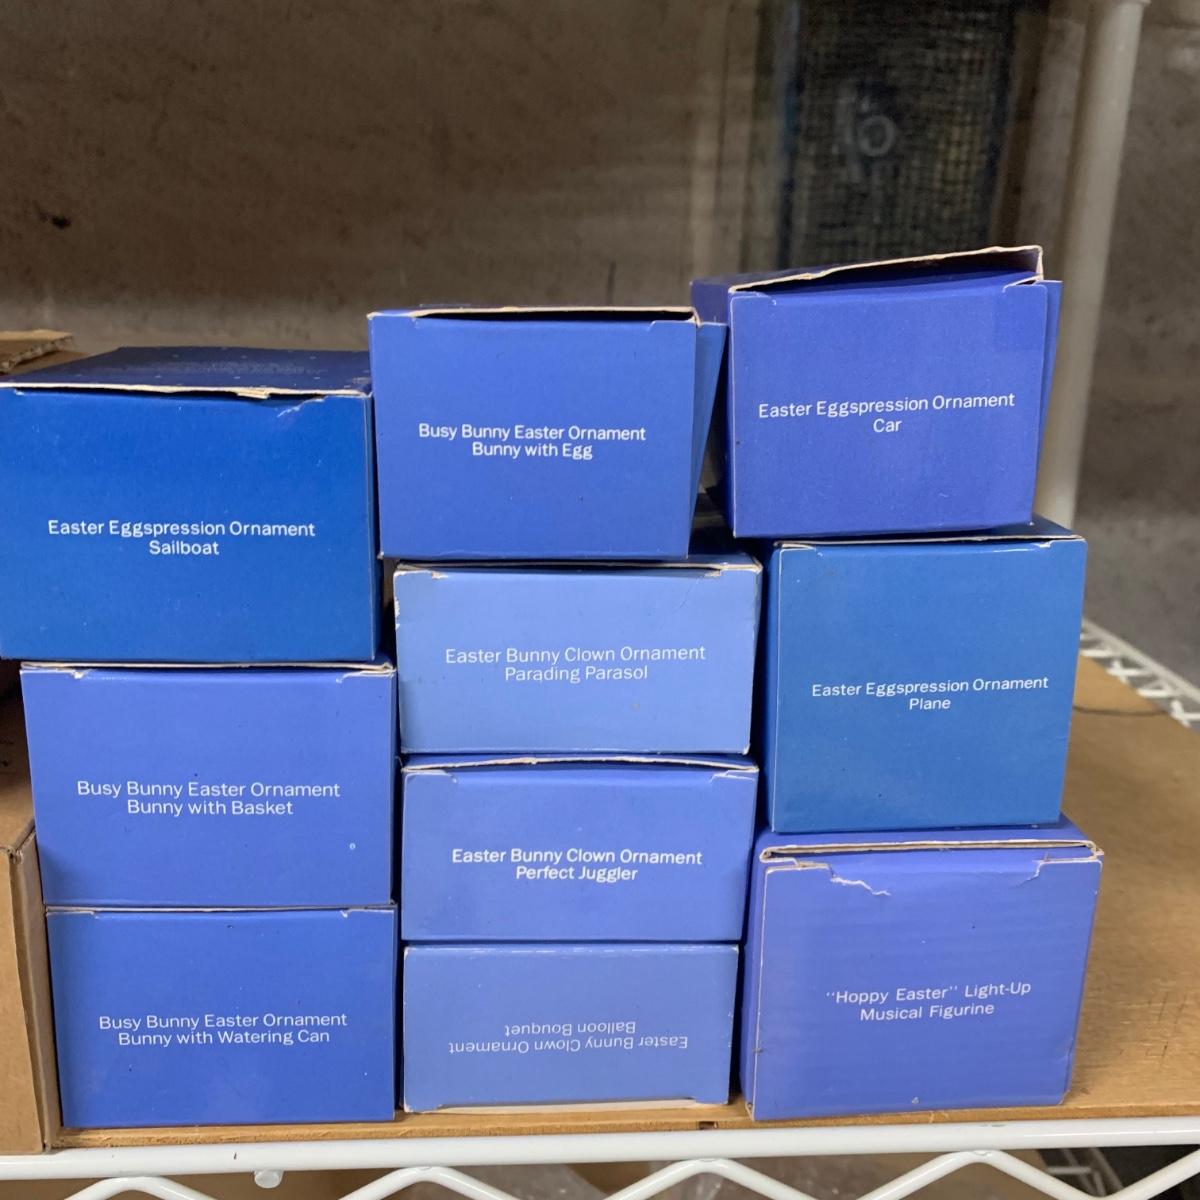 Easter Eggspression Ornament
Sailboat
Busy Bunny Easter Ornament
Bunny with Basket
Busy Bunny Easter Ornament
Bunny with Watering Can
Busy Bunny Easter Ornament
Bunny with Egg
Easter Bunny Clown Ornament
Parading Parasol
Easter Bunny Clown Ornament
Perfect Juggler
Easter Bunny Clown Ornament
Balloon Bouquet
Easter Eggspression Ornament
Car
Easter Eggspression Ornament
Plane
"Hoppy Easter" Light-Up
Musical Figurine